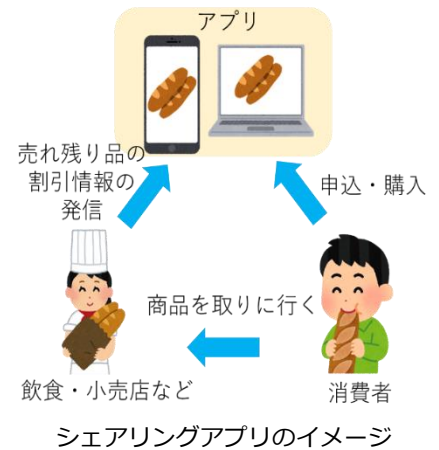 アプリ
売れ残り品の
割引情報の
発信
申込・購入
商品を取りに行く
飲食・小売店など
消費者
シェアリングアプリのイメージ